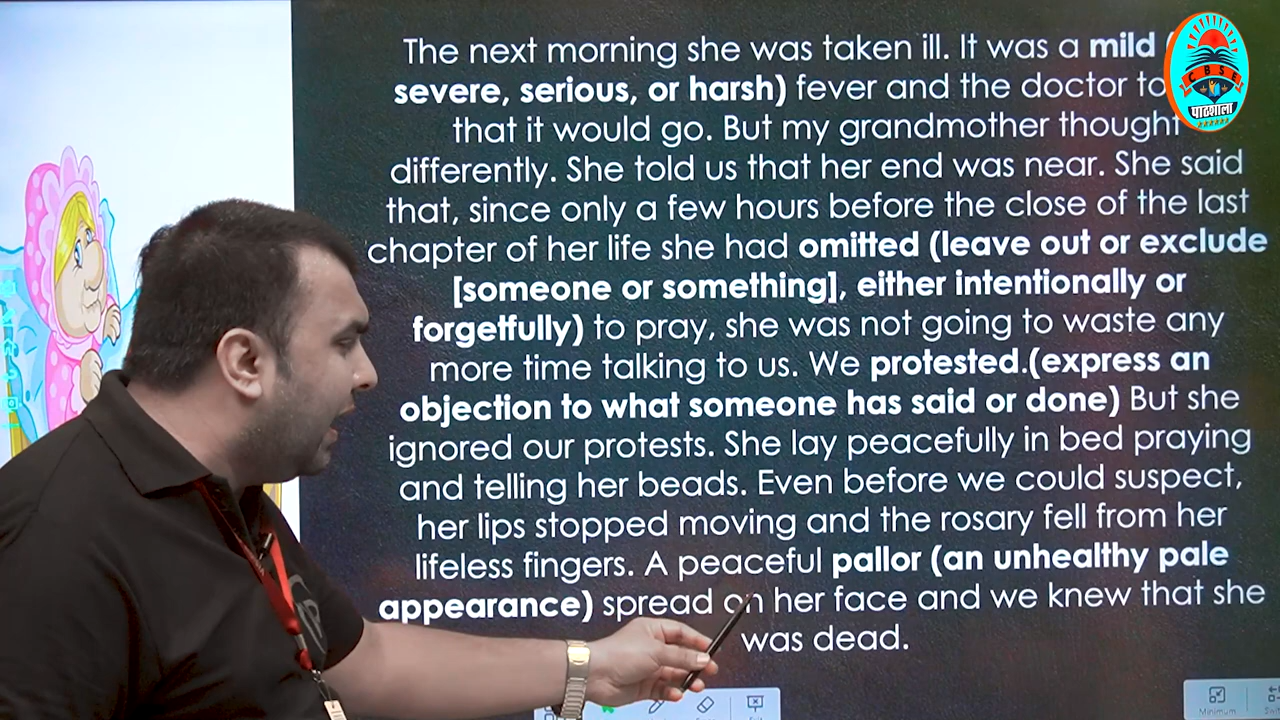 The next morning she was taken ill. It was a mild (
severe, serious, or harsh) fever and the doctor
that it would go. But my grandmother thought
differently. She told us that her end was near. She said
that, since only a few hours before the close of the last
chapter of her life she had omitted (leave out or exclude
[someone or something], either intentionally or
forgetfully) to pray, she was not going to waste any
more time talking to us. We protested.(express an
objection to what someone has said or done) But she
ignored our protests. She lay peacefully in bed praying
and telling her beads. Even before we could suspect,
her lips stopped moving and the rosary fell from her
lifeless fingers. A peaceful pallor (an unhealthy pale
appearance) spread on her face and we knew that she
was dead.
CBSE
पाठशाला
Minimum